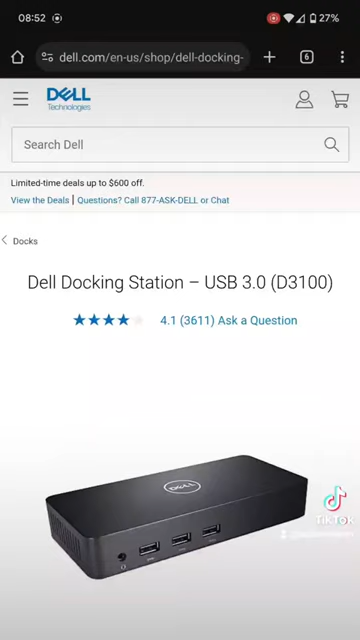 08:52
27%
dell.com/en-us/shop/dell-docking-
6
DELL
Technologies
Search Dell
Limited-time deals up to $600 off.
View the Deals | Questions? Call 877-ASK-DELL or Chat
Docks
Dell Docking Station – USB 3.0 (D3100)
4.1 (3611) Ask a Question
DELL
TikTok